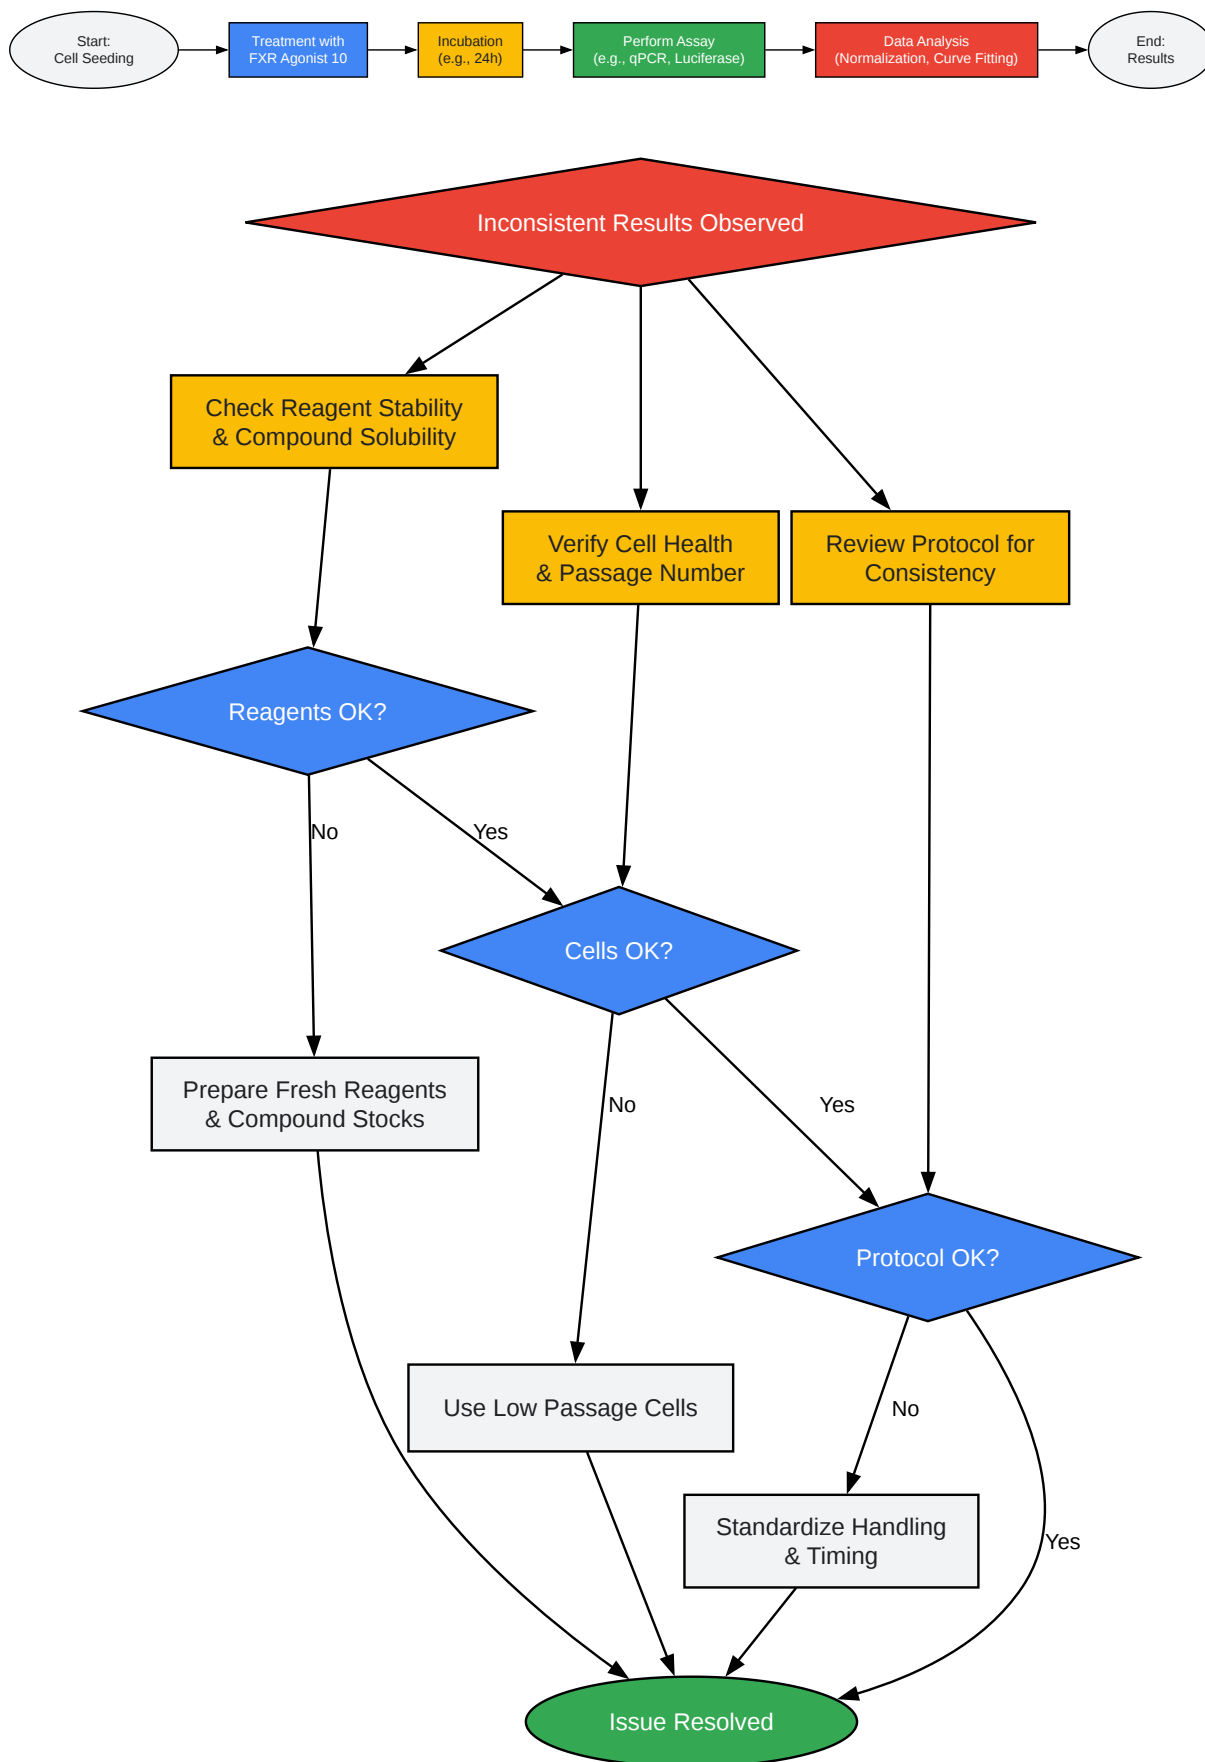 Start:
Cell Seeding
Treatment with
FXR Agonist 10
Incubation
(e.g., 24h)
Perform Assay
(e.g., qPCR, Luciferase)
Data Analysis
(Normalization, Curve Fitting)
End:
Results
Inconsistent Results Observed
Check Reagent Stability
& Compound Solubility
Verify Cell Health
& Passage Number
Review Protocol for
Consistency
Reagents OK?
No
Yes
Cells OK?
Prepare Fresh Reagents
& Compound Stocks
No
Yes
Protocol OK?
Use Low Passage Cells
No
Standardize Handling
& Timing
Yes
Issue Resolved